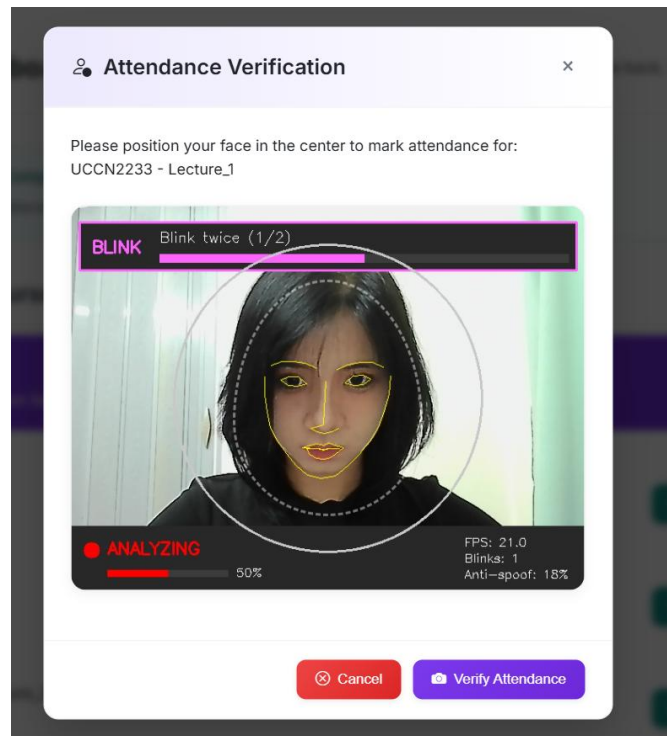 Attendance Verification
Please position your face in the center to mark attendance for:
UCCN2233 - Lecture_1
BLINK
Blink twice (1/2)
ANALYZING
50%
FPS: 21.0
Blinks: 1
Anti-spoof: 18%
Cancel
Verify Attendance